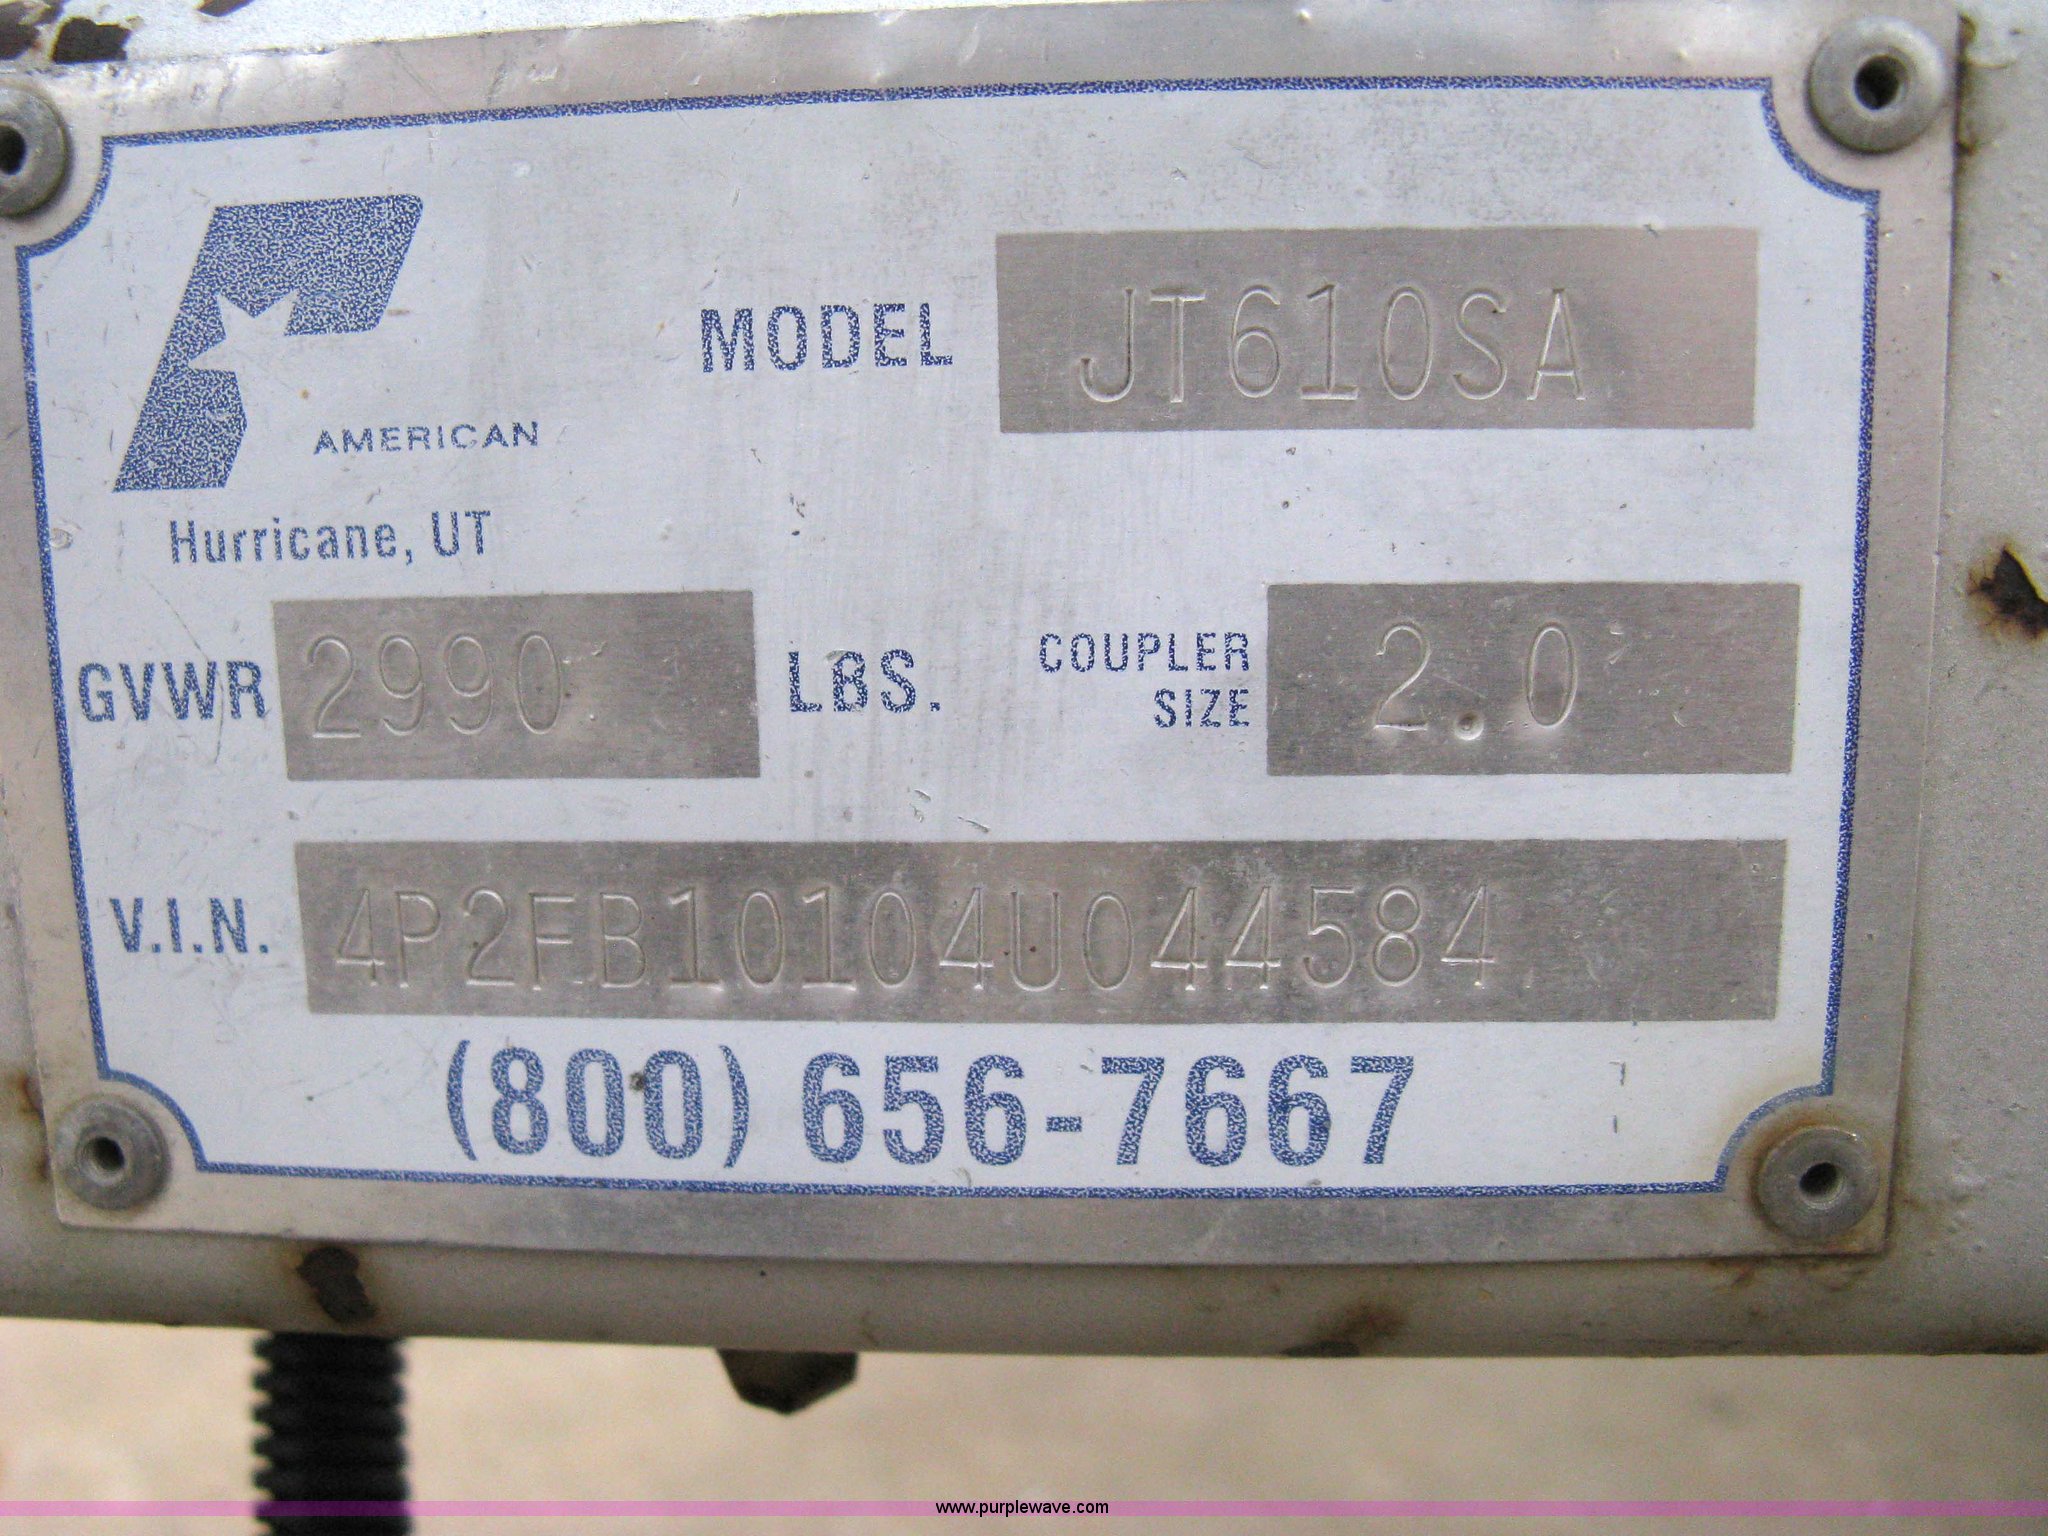 MODEL JT610SA
AMERICAN
Hurricane, UT
GVWR 2990 LBS.
COUPLER SIZE 2.0
V.I.N. 4P2FB10104U044584
(800) 656-7667
www.purplewave.com